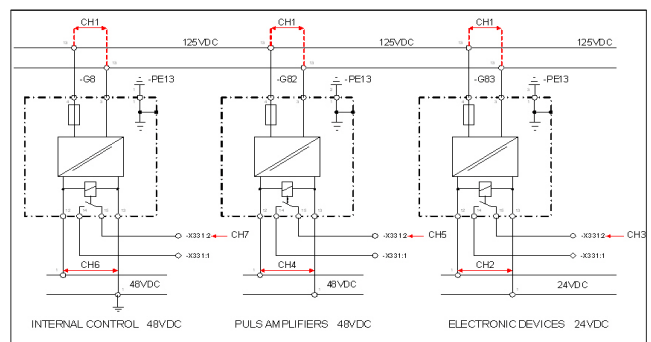 CH1 CH1 CH1
125VDC 125VDC 125VDC
-G8 -PE13 -G82 -PE13 -G83 -PE13
-X331:2 CH7 -X331:2 CH5 -X331:2 CH3
-X331:1 -X331:1 -X331:1
CH6 CH4 CH2
48VDC 48VDC 24VDC
INTERNAL CONTROL 48VDC PULS AMPLIFIERS 48VDC ELECTRONIC DEVICES 24VDC